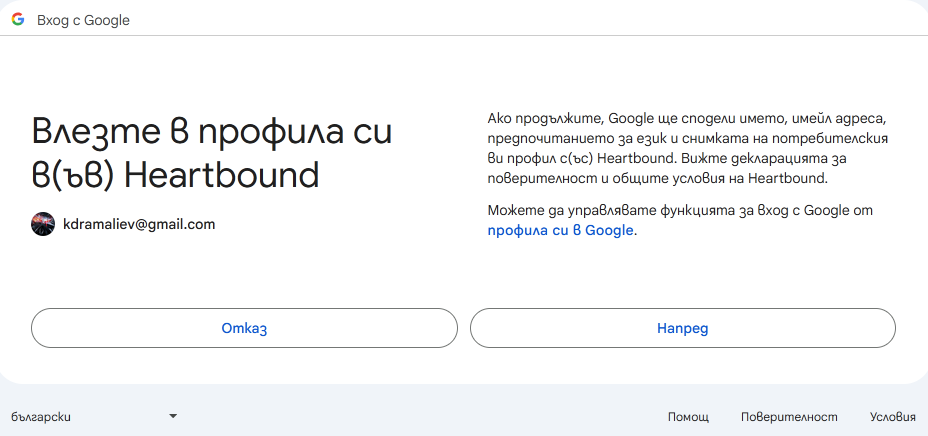 Вход с Google
Влезте в профила си
в(ъв) Heartbound
kdramaliev@gmail.com
Ако продължите, Google ще сподели името, имейл адреса,
предпочитанието за език и снимката на потребителския
ви профил с(ъс) Heartbound. Вижте декларацията за
поверителност и общите условия на Heartbound.
Можете да управлявате функцията за вход с Google от
профила си в Google.
Отказ
Напред
български
Помощ
Поверителност
Условия